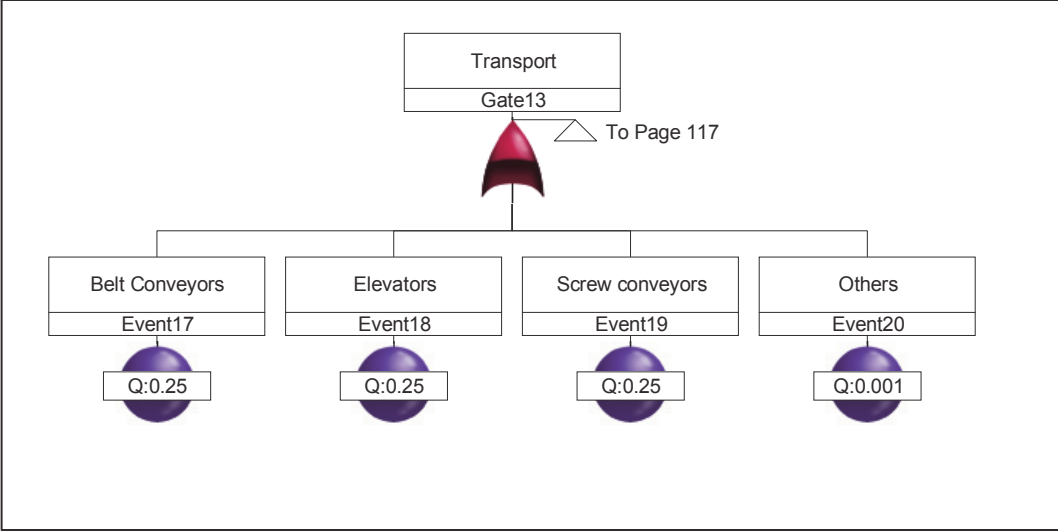 Transport
Gate13
To Page 117
Belt Conveyors
Event17
Q:0.25
Elevators
Event18
Q:0.25
Screw conveyors
Event19
Q:0.25
Others
Event20
Q:0.001